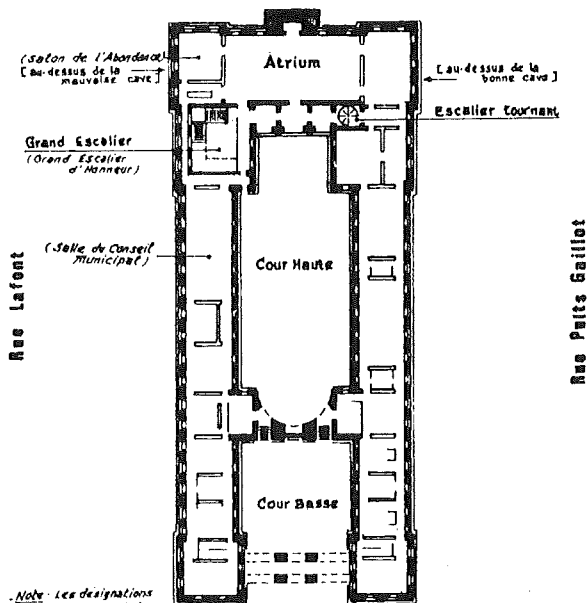 (Salon de l'Abondance)
[au-dessus de la
mauvaise cave]
Atrium
[au-dessus de la
bonne cave]
Escalier tournant
Grand Escalier
(Grand Escalier
d'Honneur)
(Salle du Conseil
Municipal)
Cour Haute
Rue Lafont
Rue Puits Gaillot
Cour Basse
Note : Les désignations